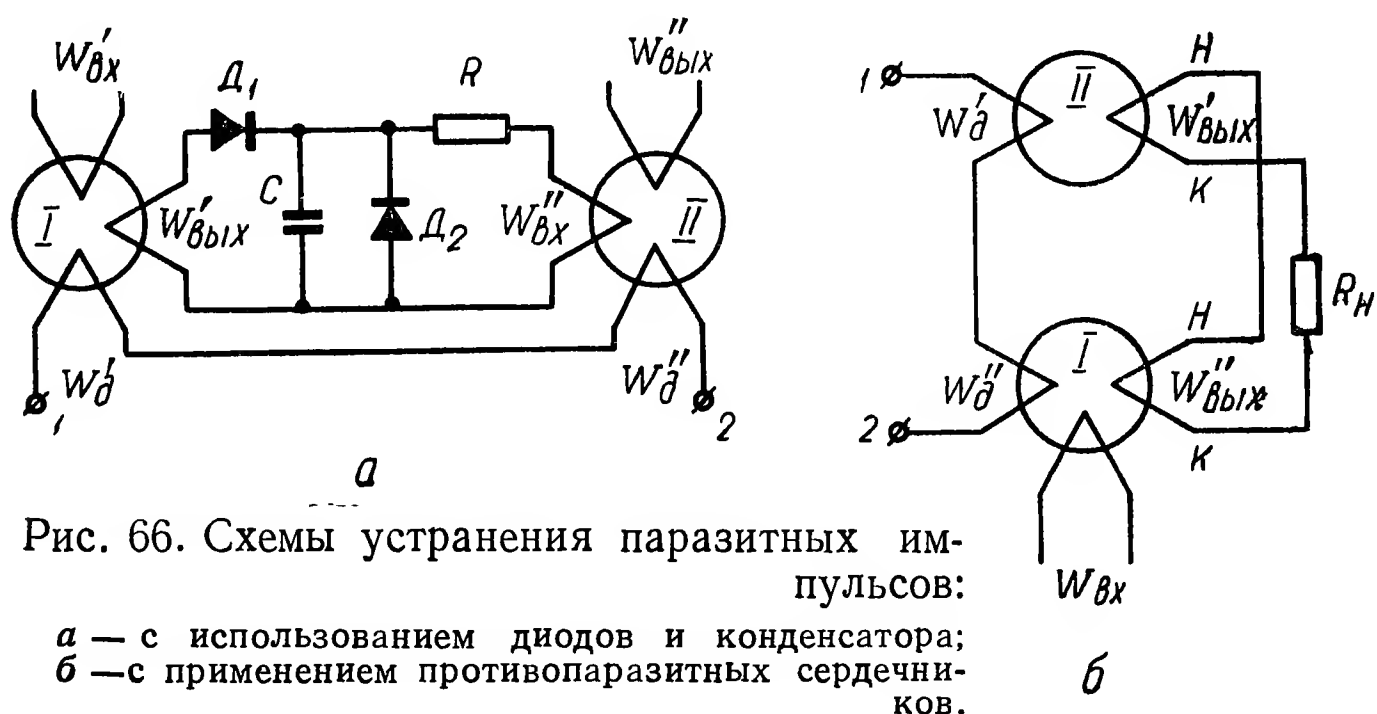 W'вх
Д₁
R
W''вых
I
W'вых
C
Д₂
W''вх
II
1
W'д
W''д
2
а
1
W'д
II
H
W'вых
К
Rн
2
W''д
I
H
W''вых
К
Wвх
б
Рис. 66. Схемы устранения паразитных им-
пульсов:
а — с использованием диодов и конденсатора;
б —с применением противопаразитных сердечни-
ков.